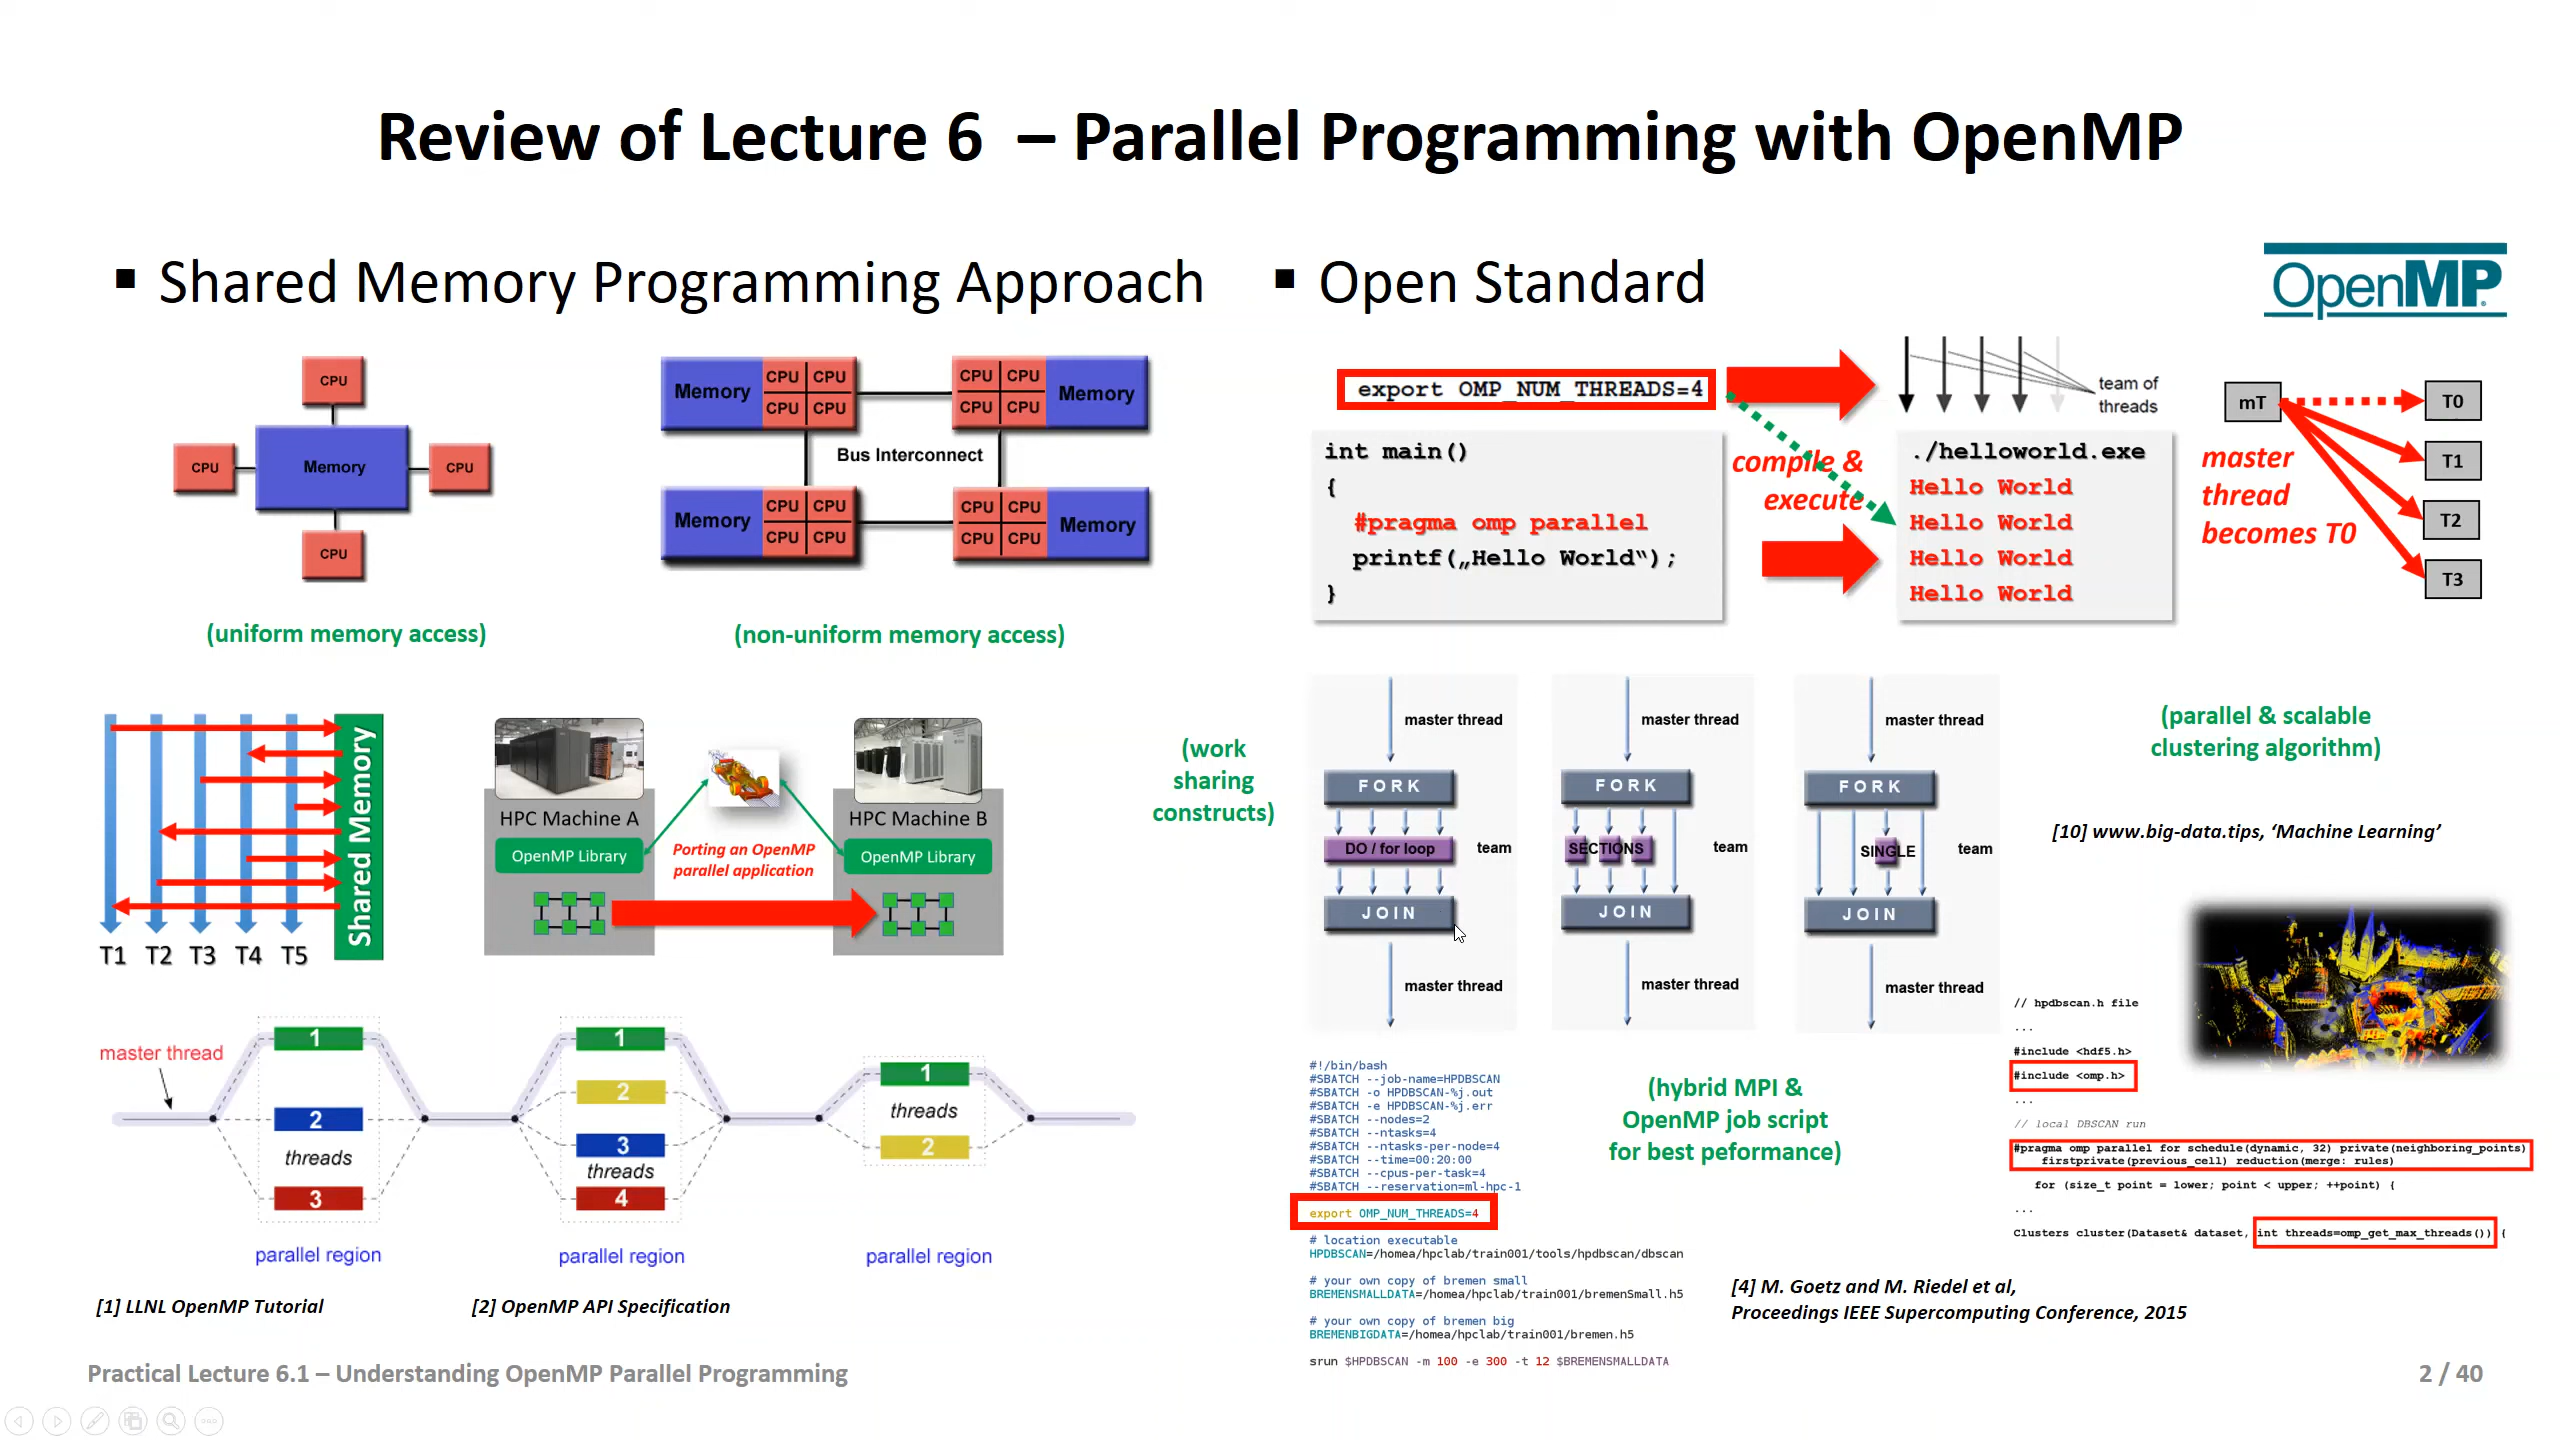 Review of Lecture 6 – Parallel Programming with OpenMP
▪ Shared Memory Programming Approach
CPU
CPU
Memory
CPU
CPU
(uniform memory access)
Memory
CPU CPU
CPU CPU
CPU CPU
CPU CPU
Memory
Bus Interconnect
Memory
CPU CPU
CPU CPU
CPU CPU
CPU CPU
Memory
(non-uniform memory access)
Shared Memory
T1 T2 T3 T4 T5
HPC Machine A
OpenMP Library
Porting an OpenMP
parallel application
HPC Machine B
OpenMP Library
master thread
1
2
threads
3
parallel region
1
2
3
threads
4
parallel region
1
threads
2
parallel region
[1] LLNL OpenMP Tutorial
[2] OpenMP API Specification
▪ Open Standard
OpenMP®
export OMP_NUM_THREADS=4
int main()
{
#pragma omp parallel
printf(„Hello World“);
}
compile &
execute
team of
threads
./helloworld.exe
Hello World
Hello World
Hello World
Hello World
mT
master
thread
becomes T0
T0
T1
T2
T3
(work
sharing
constructs)
master thread
FORK
DO / for loop
team
JOIN
master thread
master thread
FORK
SECTIONS
team
JOIN
master thread
master thread
FORK
SINGLE
team
JOIN
master thread
(parallel & scalable
clustering algorithm)
[10] www.big-data.tips, ‘Machine Learning’
#!/bin/bash
#SBATCH --job-name=HPDBSCAN
#SBATCH -o HPDBSCAN-%j.out
#SBATCH -e HPDBSCAN-%j.err
#SBATCH --nodes=2
#SBATCH --ntasks=4
#SBATCH --ntasks-per-node=4
#SBATCH --time=00:20:00
#SBATCH --cpus-per-task=4
#SBATCH --reservation=ml-hpc-1
export OMP_NUM_THREADS=4
# location executable
HPDBSCAN=/homea/hpclab/train001/tools/hpdbscan/dbscan
# your own copy of bremen small
BREMENSMALLDATA=/homea/hpclab/train001/bremenSmall.h5
# your own copy of bremen big
BREMENBIGDATA=/homea/hpclab/train001/bremen.h5
srun $HPDBSCAN -m 100 -e 300 -t 12 $BREMENSMALLDATA
(hybrid MPI &
OpenMP job script
for best peformance)
// hpdbscan.h file
...
#include <hdf5.h>
#include <omp.h>
...
// local DBSCAN run
#pragma omp parallel for schedule(dynamic, 32) private(neighboring_points)
firstprivate(previous_cell) reduction(merge: rules)
for (size_t point = lower; point < upper; ++point) {
...
Clusters cluster(Dataset& dataset, int threads=omp_get_max_threads()) {
[4] M. Goetz and M. Riedel et al,
Proceedings IEEE Supercomputing Conference, 2015
Practical Lecture 6.1 – Understanding OpenMP Parallel Programming
2 / 40